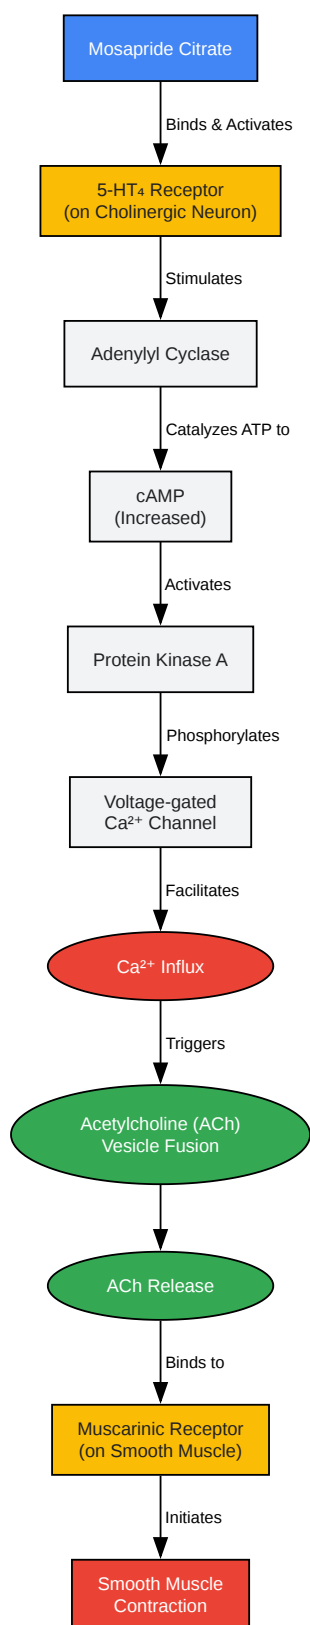 Mosapride Citrate
Binds & Activates
5-HT₄ Receptor
(on Cholinergic Neuron)
Stimulates
Adenylyl Cyclase
Catalyzes ATP to
cAMP
(Increased)
Activates
Protein Kinase A
Phosphorylates
Voltage-gated
Ca²⁺ Channel
Facilitates
Ca²⁺ Influx
Triggers
Acetylcholine (ACh)
Vesicle Fusion
ACh Release
Binds to
Muscarinic Receptor
(on Smooth Muscle)
Initiates
Smooth Muscle
Contraction